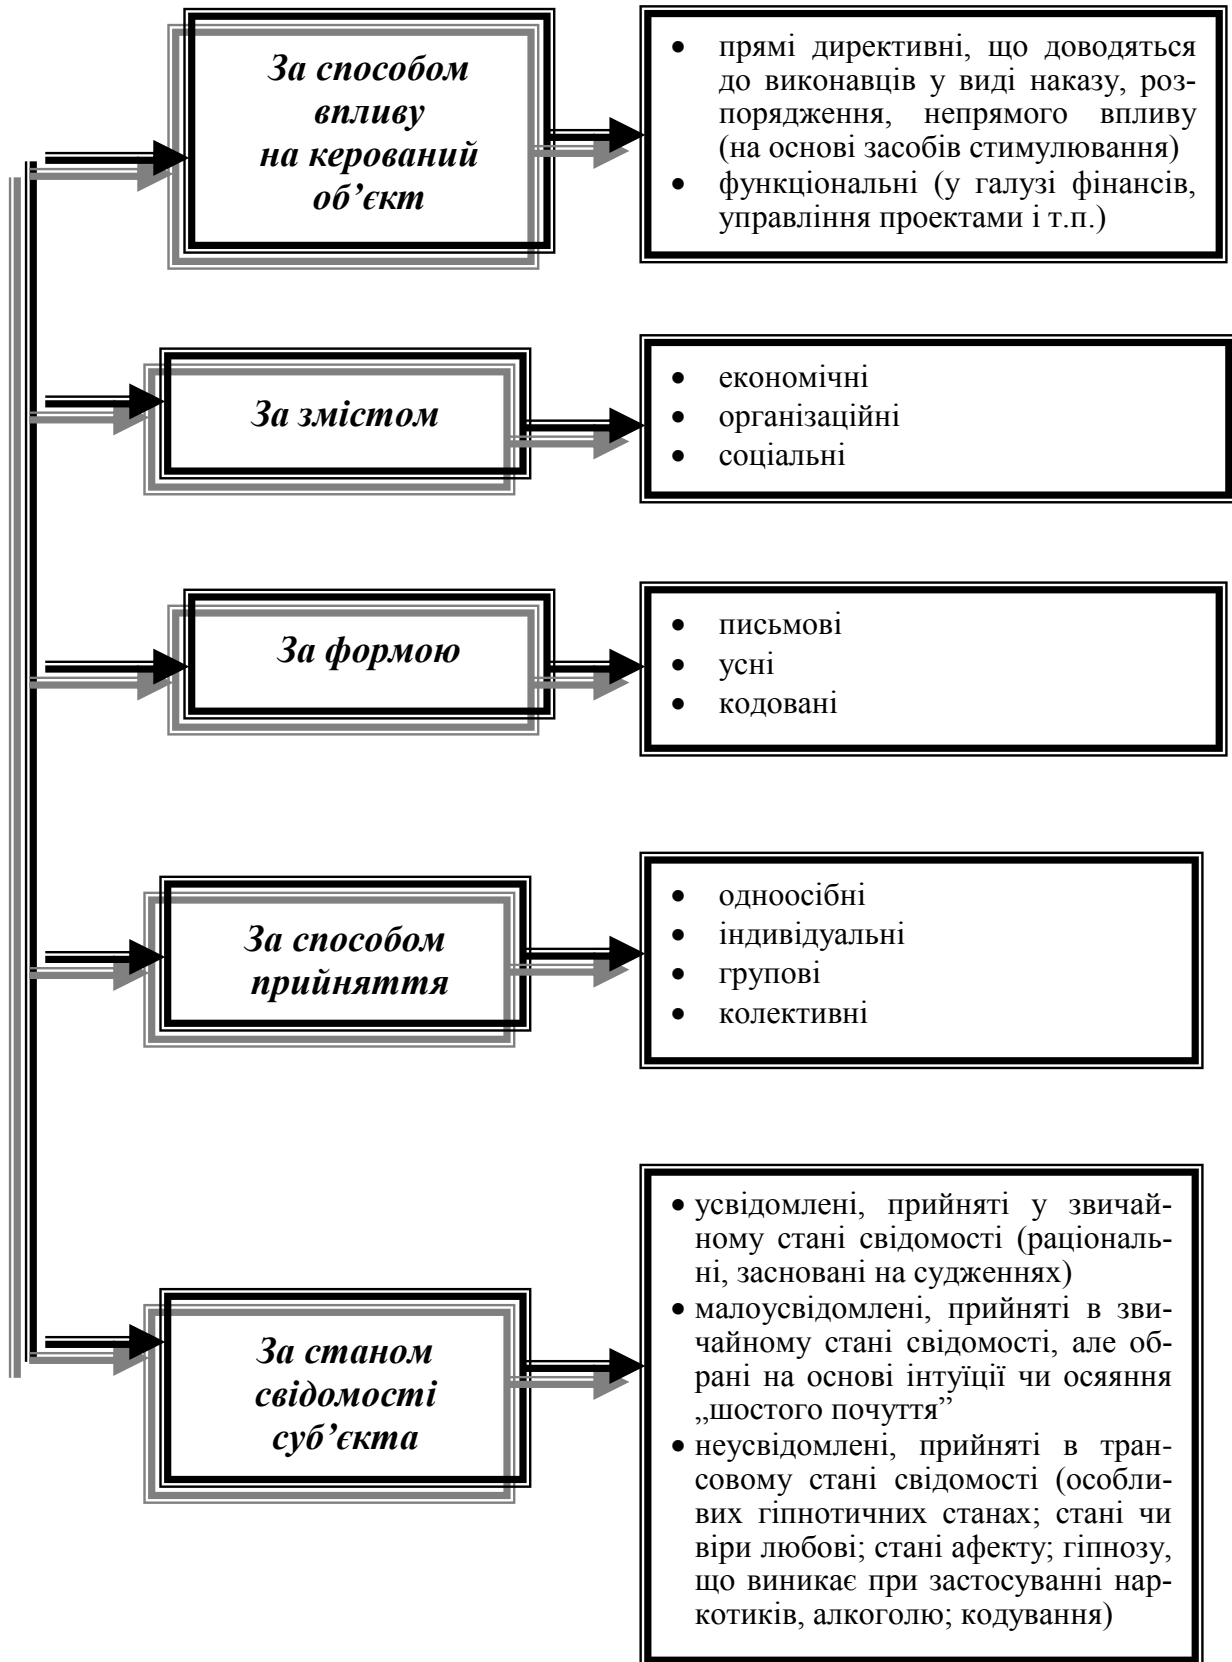 За способом
впливу
на керований
об’єкт
• прямі директивні, що доводяться
до виконавців у виді наказу, роз-
порядження, непрямого впливу
(на основі засобів стимулювання)
• функціональні (у галузі фінансів,
управління проектами і т.п.)
За змістом
• економічні
• організаційні
• соціальні
За формою
• письмові
• усні
• кодовані
За способом
прийняття
• одноосібні
• індивідуальні
• групові
• колективні
За станом
свідомості
суб’єкта
• усвідомлені, прийняті у звичай-
ному стані свідомості (раціональ-
ні, засновані на судженнях)
• малоусвідомлені, прийняті в зви-
чайному стані свідомості, але об-
рані на основі інтуїції чи осяяння
„шостого почуття”
• неусвідомлені, прийняті в тран-
совому стані свідомості (особли-
вих гіпнотичних станах; стані чи
віри любові; стані афекту; гіпнозу,
що виникає при застосуванні нар-
котиків, алкоголю; кодування)